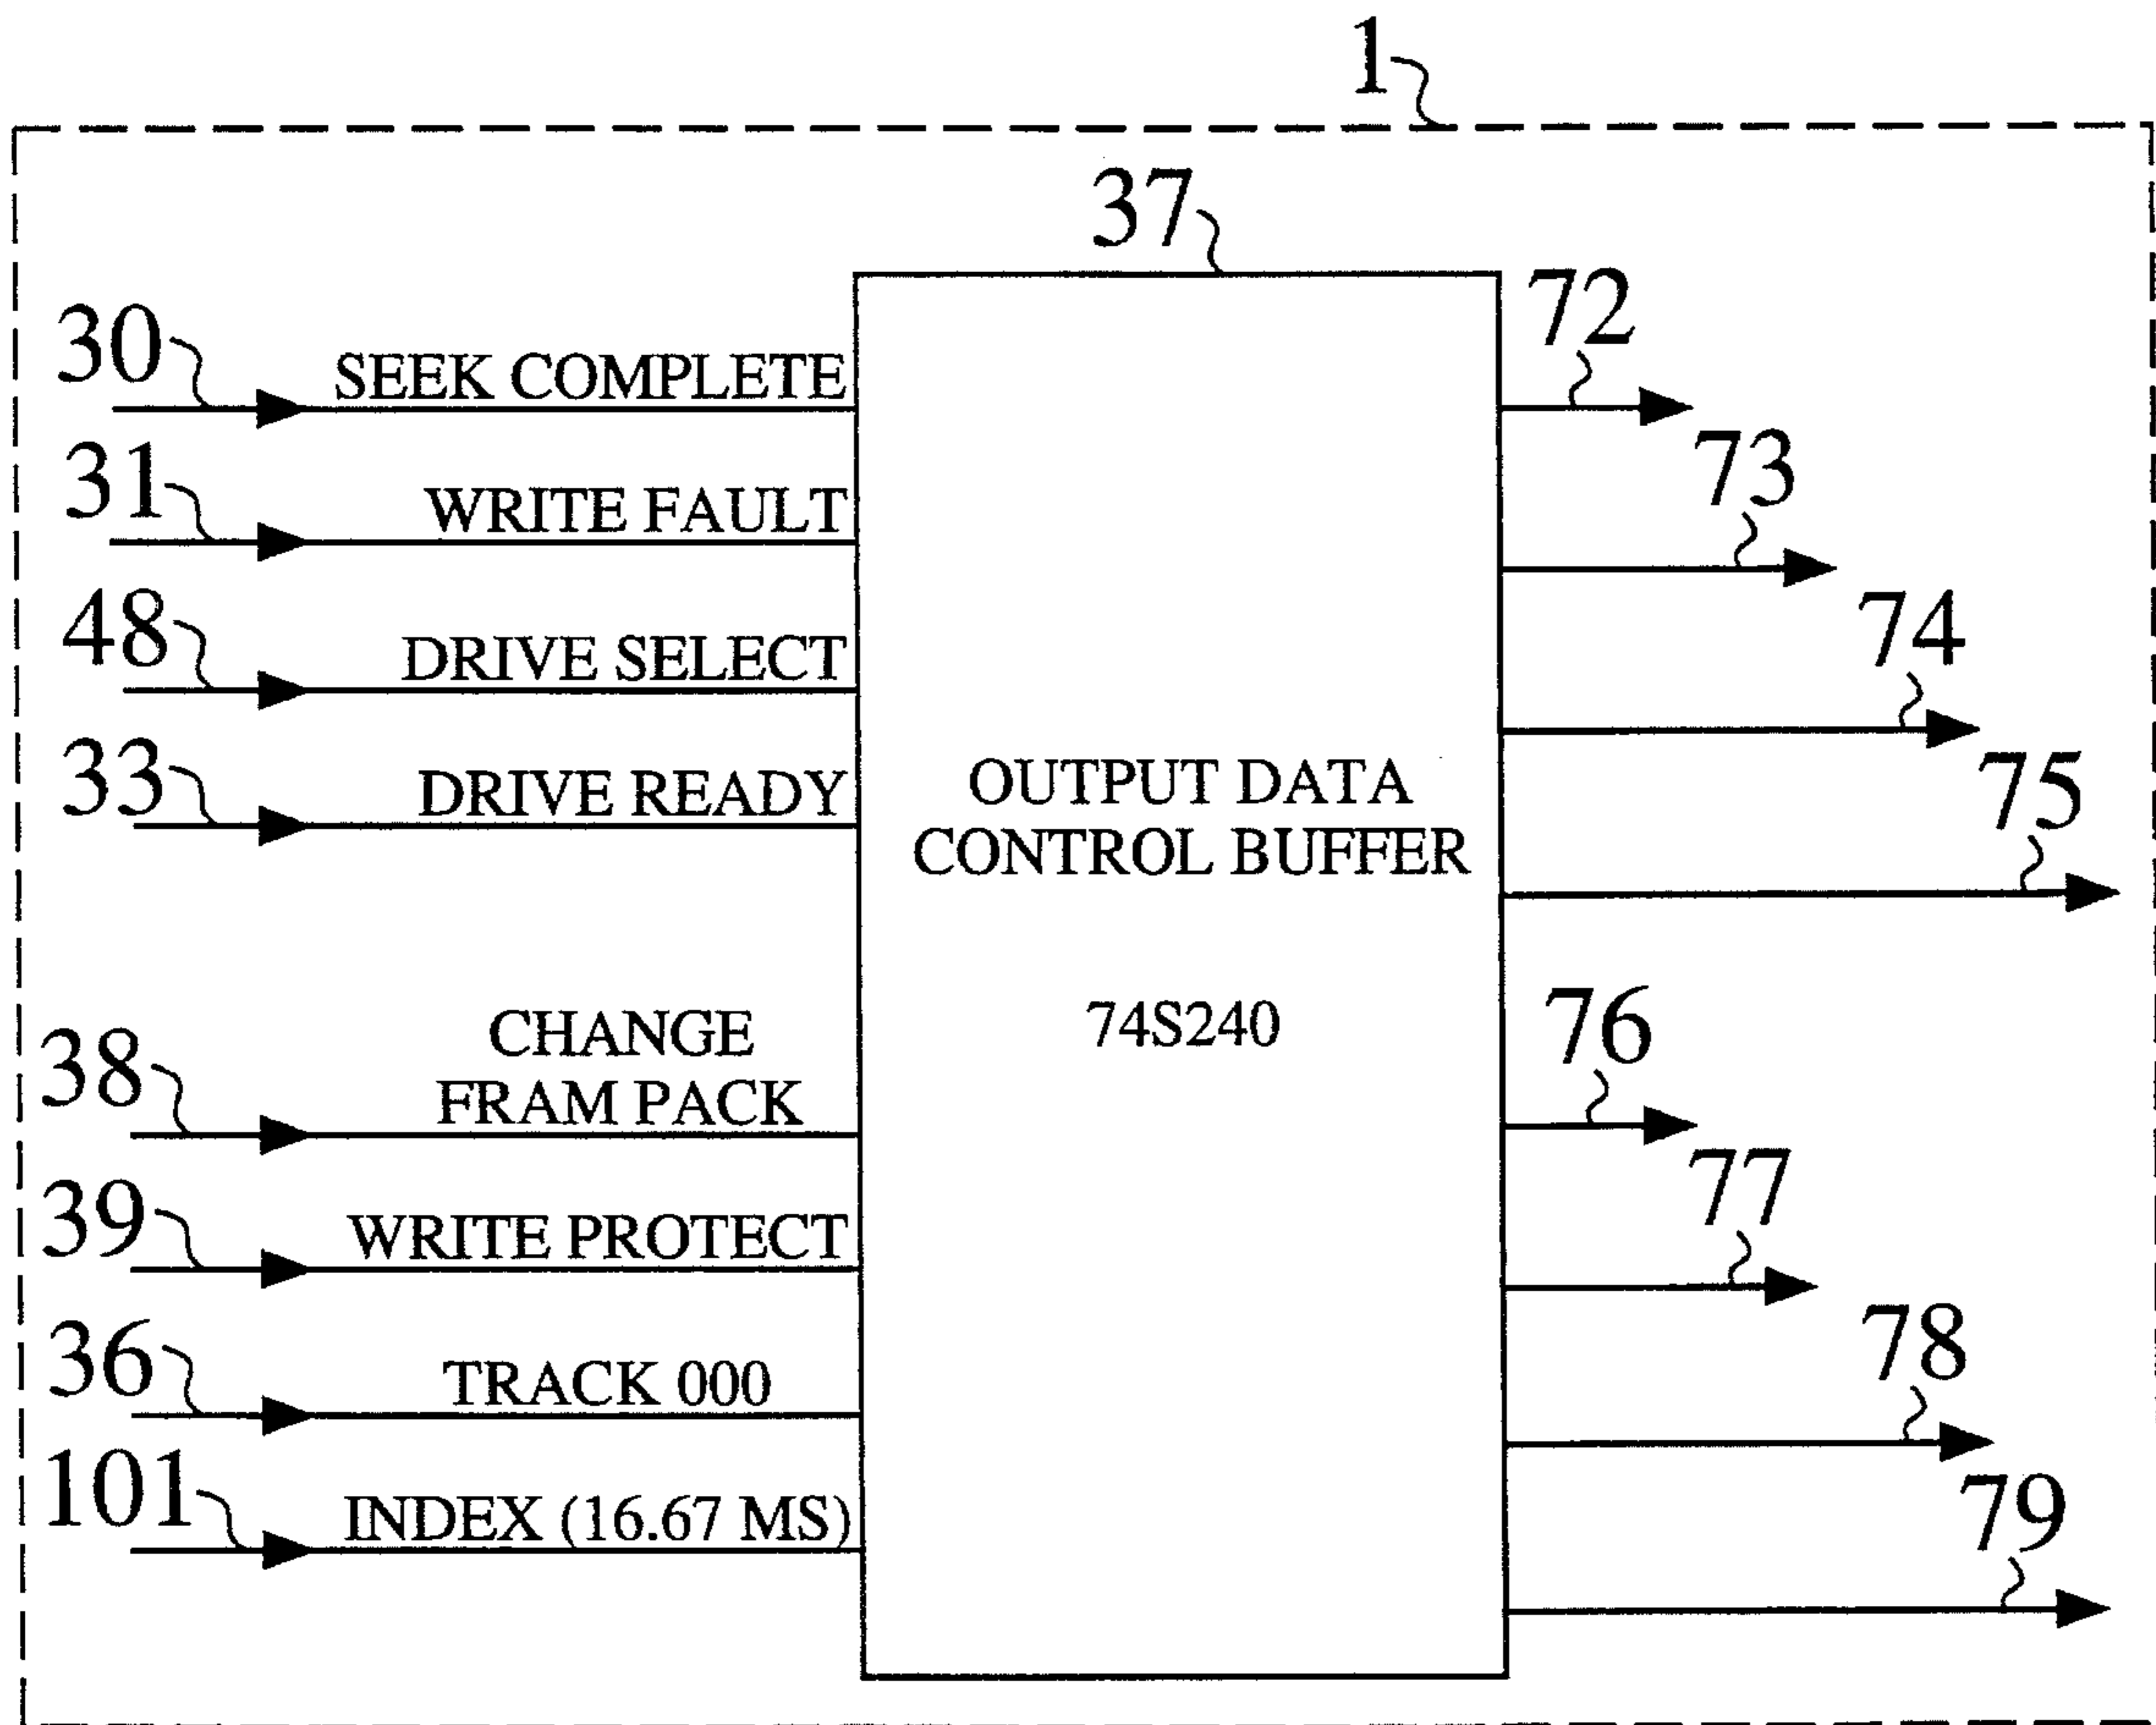 1
37
30
SEEK COMPLETE
72
31
WRITE FAULT
73
48
DRIVE SELECT
74
33
DRIVE READY
OUTPUT DATA
CONTROL BUFFER
75
74S240
38
CHANGE
FRAM PACK
76
39
WRITE PROTECT
77
36
TRACK 000
78
101
INDEX (16.67 MS)
79